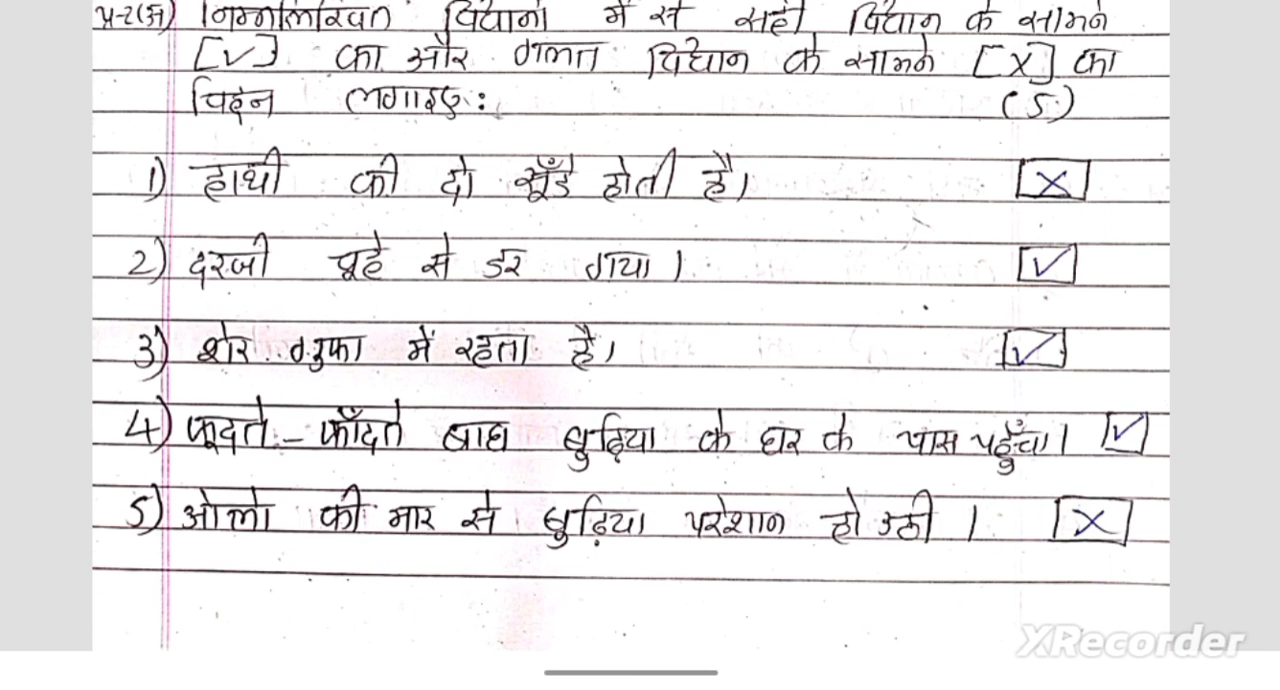 प्र-2(अ) निम्नलिखित विधानों में से सही विधान के सामने
[✓] का और गलत विधान के सामने [X] का
चिह्न लगाइए: (5)
1) हाथी की दो सूँडे होती है। [X]
2) दरजी चूहे से डर गया। [✓]
3) शेर गुफा में रहता है। [✓]
4) कूदते-फाँदते बाघ बुढ़िया के घर के पास पहुँचा। [✓]
5) ओलो की मार से बुढ़िया परेशान हो उठी। [X]
XRecorder